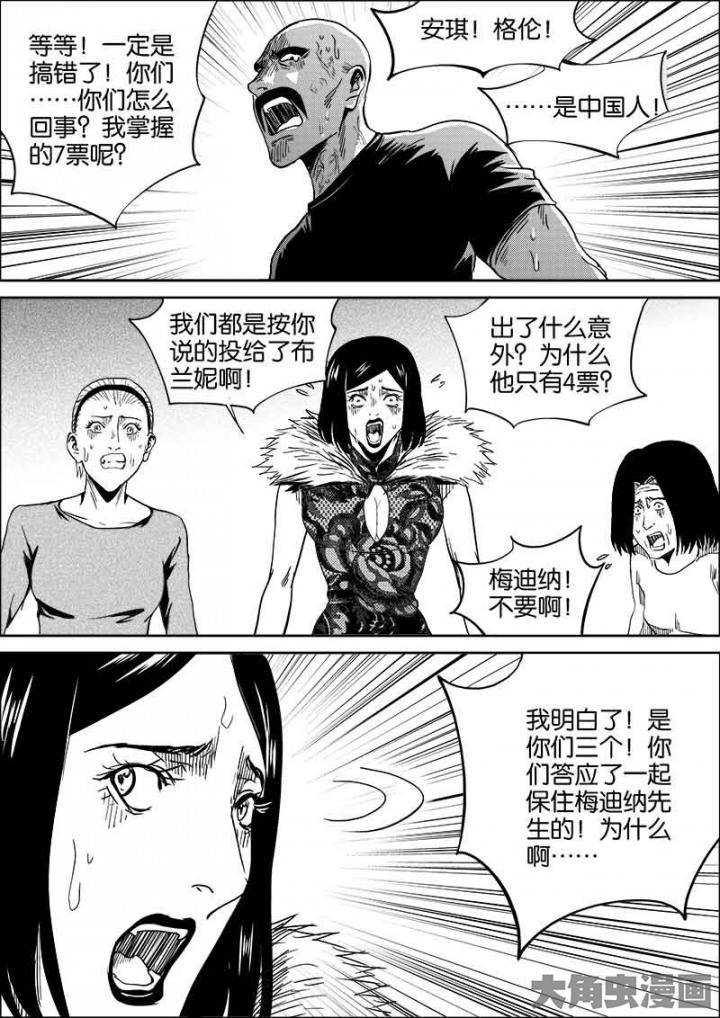 等等！一定是
搞错了！你们
……你们怎么
回事？我掌握
的7票呢？
安琪！格伦！
……是中国人！
我们都是按你
说的投给了布
兰妮啊！
出了什么意
外？为什么
他只有4票？
梅迪纳！
不要啊！
我明白了！是
你们三个！你
们答应了一起
保住梅迪纳先
生的！为什么
啊……
大角虫漫画